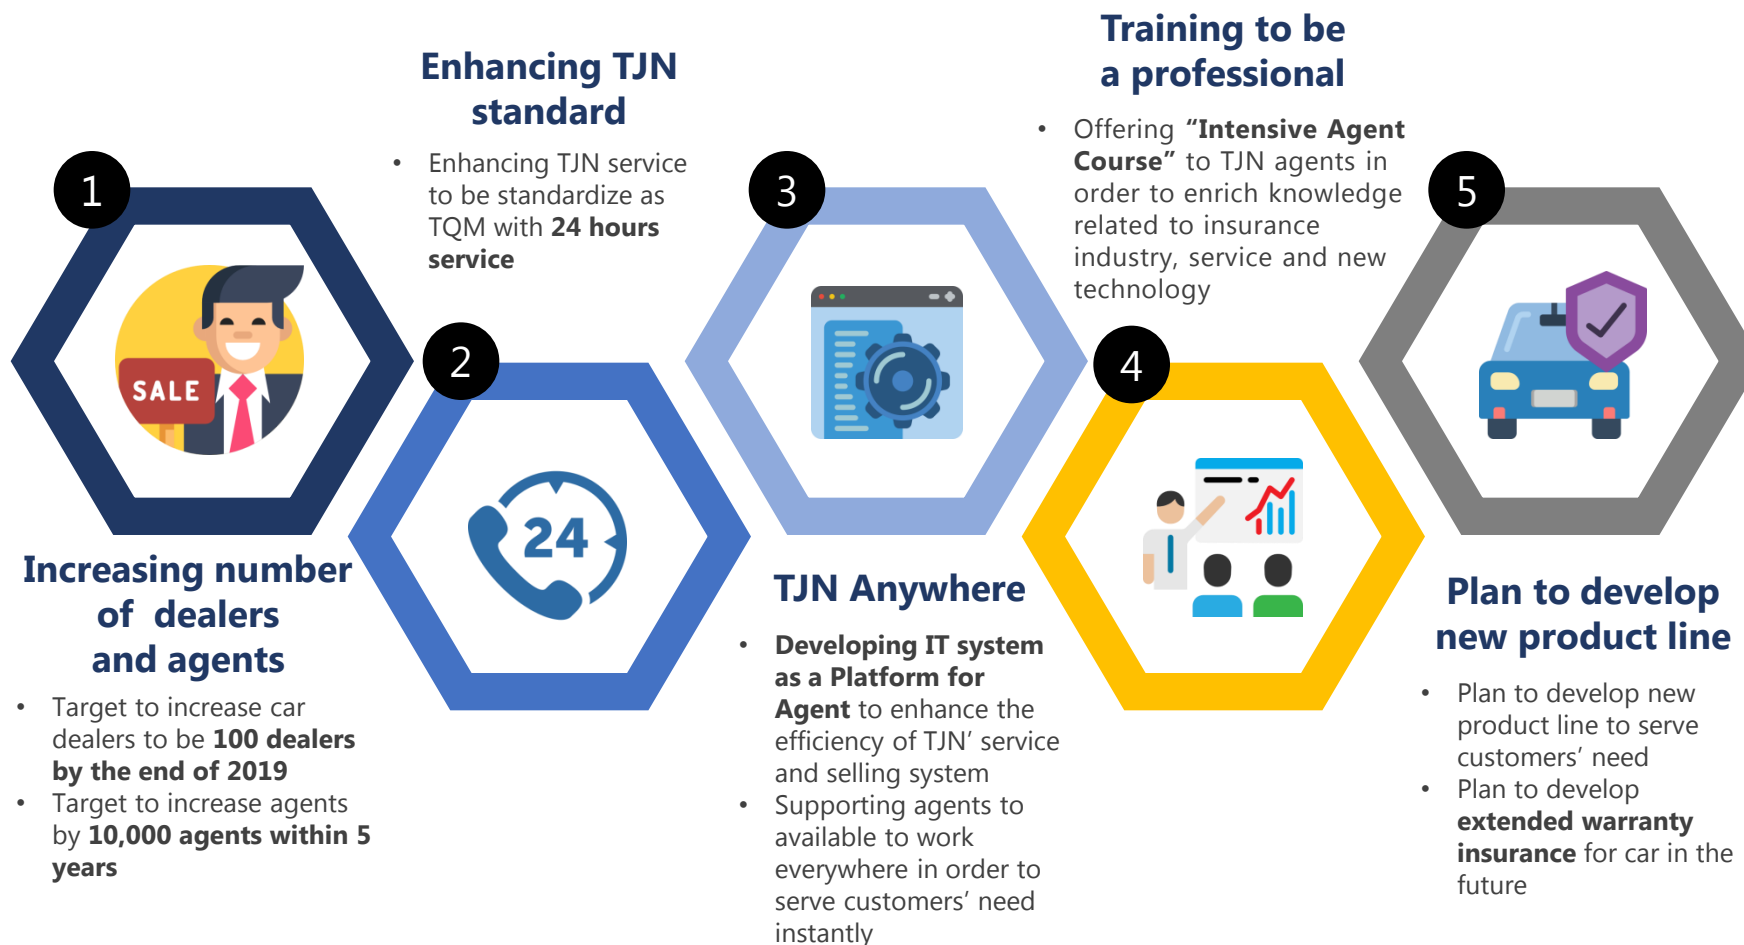 1
SALE
Increasing number
of dealers
and agents
• Target to increase car
dealers to be 100 dealers
by the end of 2019
• Target to increase agents
by 10,000 agents within 5
years
Enhancing TJN
standard
• Enhancing TJN service
to be standardize as
TQM with 24 hours
service
2
24
3
TJN Anywhere
• Developing IT system
as a Platform for
Agent to enhance the
efficiency of TJN’ service
and selling system
• Supporting agents to
available to work
everywhere in order to
serve customers’ need
instantly
Training to be
a professional
• Offering “Intensive Agent
Course” to TJN agents in
order to enrich knowledge
related to insurance
industry, service and new
technology
4
5
Plan to develop
new product line
• Plan to develop new
product line to serve
customers’ need
• Plan to develop
extended warranty
insurance for car in the
future